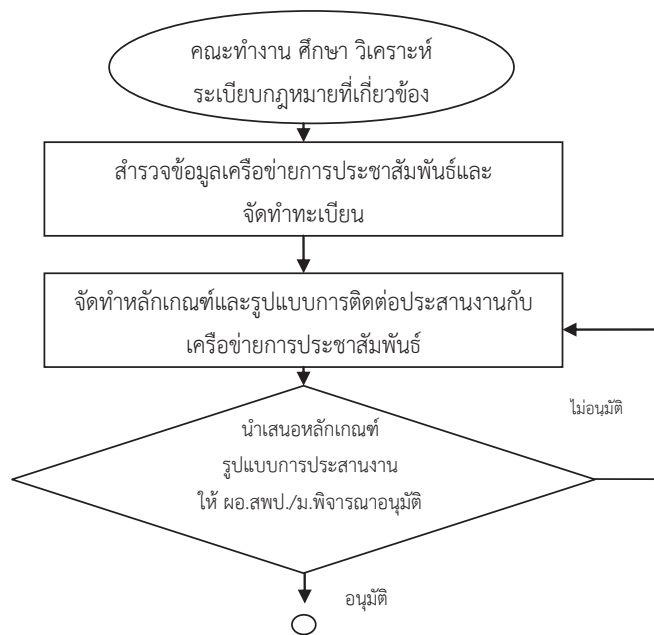 คณะทำงาน ศึกษา วิเคราะห์
ระเบียบกฎหมายที่เกี่ยวข้อง
สำรวจข้อมูลเครือข่ายการประชาสัมพันธ์และ
จัดทำทะเบียน
จัดทำหลักเกณฑ์และรูปแบบการติดต่อประสานงานกับ
เครือข่ายการประชาสัมพันธ์
ไม่อนุมัติ
นำเสนอหลักเกณฑ์
รูปแบบการประสานงาน
ให้ ผอ.สพป./ม.พิจารณาอนุมัติ
อนุมัติ